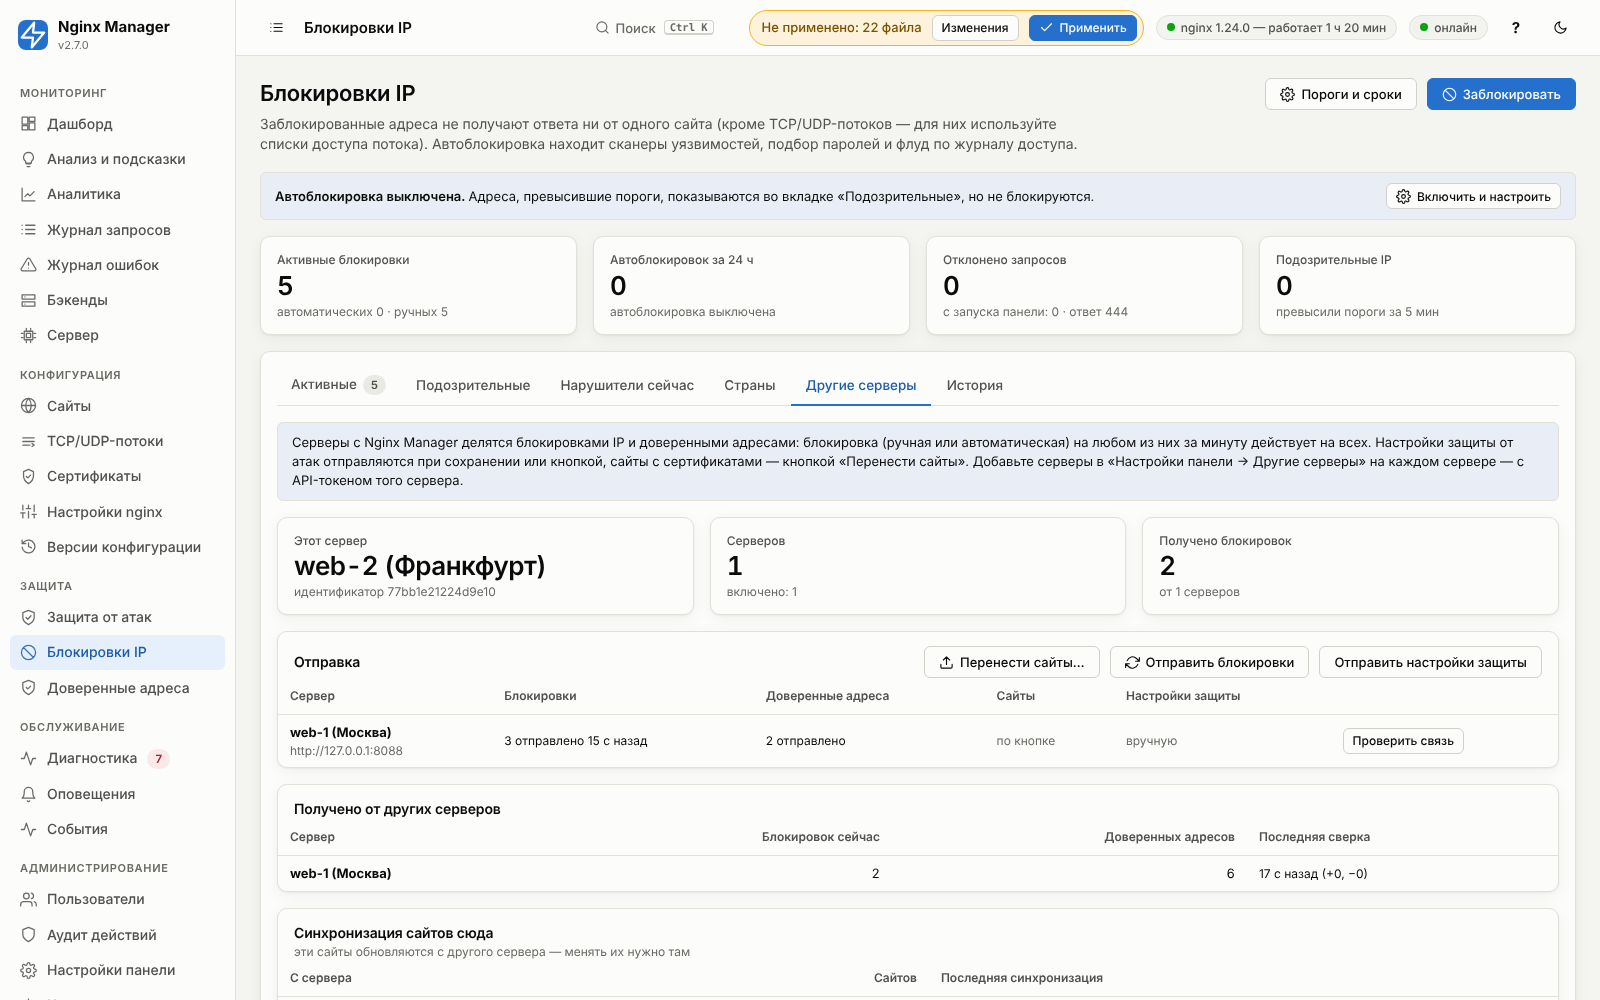 Nginx Manager
v2.7.0
МОНИТОРИНГ
Дашборд
Анализ и подсказки
Аналитика
Журнал запросов
Журнал ошибок
Бэкенды
Сервер
КОНФИГУРАЦИЯ
Сайты
TCP/UDP-потоки
Сертификаты
Настройки nginx
Версии конфигурации
ЗАЩИТА
Защита от атак
Блокировки IP
Доверенные адреса
ОБСЛУЖИВАНИЕ
Диагностика 7
Оповещения
События
АДМИНИСТРИРОВАНИЕ
Пользователи
Аудит действий
Настройки панели
Блокировки IP
Поиск Ctrl K
Не применено: 22 файла
Изменения
Применить
nginx 1.24.0 — работает 1 ч 20 мин
онлайн
?
Блокировки IP
Заблокированные адреса не получают ответа ни от одного сайта (кроме TCP/UDP-потоков — для них используйте
списки доступа потока). Автоблокировка находит сканеры уязвимостей, подбор паролей и флуд по журналу доступа.
Пороги и сроки
Заблокировать
Автоблокировка выключена. Адреса, превысившие пороги, показываются во вкладке «Подозрительные», но не блокируются.
Включить и настроить
Активные блокировки
5
автоматических 0 · ручных 5
Автоблокировок за 24 ч
0
автоблокировка выключена
Отклонено запросов
0
с запуска панели: 0 · ответ 444
Подозрительные IP
0
превысили пороги за 5 мин
Активные 5
Подозрительные
Нарушители сейчас
Страны
Другие серверы
История
Серверы с Nginx Manager делятся блокировками IP и доверенными адресами: блокировка (ручная или автоматическая) на любом из них за минуту действует на всех. Настройки защиты от
атак отправляются при сохранении или кнопкой, сайты с сертификатами — кнопкой «Перенести сайты». Добавьте серверы в «Настройки панели → Другие серверы» на каждом сервере — с
API-токеном того сервера.
Этот сервер
web-2 (Франкфурт)
идентификатор 77bb1e21224d9e10
Серверов
1
включено: 1
Получено блокировок
2
от 1 серверов
Отправка
Перенести сайты...
Отправить блокировки
Отправить настройки защиты
Сервер Блокировки Доверенные адреса Сайты Настройки защиты
web-1 (Москва)
http://127.0.0.1:8088
3 отправлено 15 с назад
2 отправлено
по кнопке
вручную
Проверить связь
Получено от других серверов
Сервер Блокировок сейчас Доверенных адресов Последняя сверка
web-1 (Москва) 2 6 17 с назад (+0, −0)
Синхронизация сайтов сюда
эти сайты обновляются с другого сервера — менять их нужно там
С сервера Сайтов Последняя синхронизация